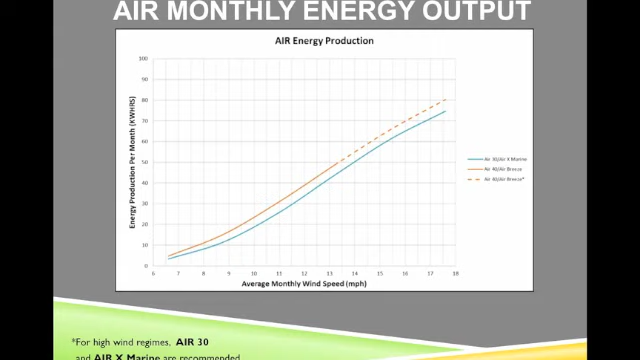 AIR MONTHLY ENERGY OUTPUT
AIR Energy Production
Energy Production Per Month (KWHRS)
100
90
80
70
60
50
40
30
20
10
0
6 7 8 9 10 11 12 13 14 15 16 17 18
Average Monthly Wind Speed (mph)
Air 30/Air X Marine
Air 40/Air Breeze
Air 40/Air Breeze*
*For high wind regimes, AIR 30
and AIR X Marine are recommended